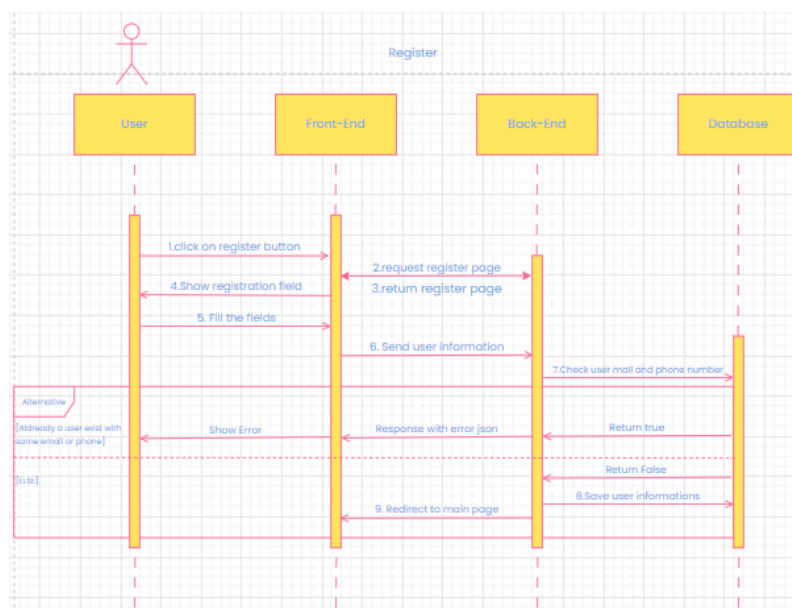 Register
User
Front-End
Back-End
Database
1.click on register button
2.request register page
4.Show registration field
3.return register page
5. Fill the fields
6. Send user information
7.Check user mail and phone number
Alternative
[Aldready a user exist with
same email or phone]
Show Error
Response with error json
Return true
Return False
[ELSE]
8.Save user informations
9. Redirect to main page